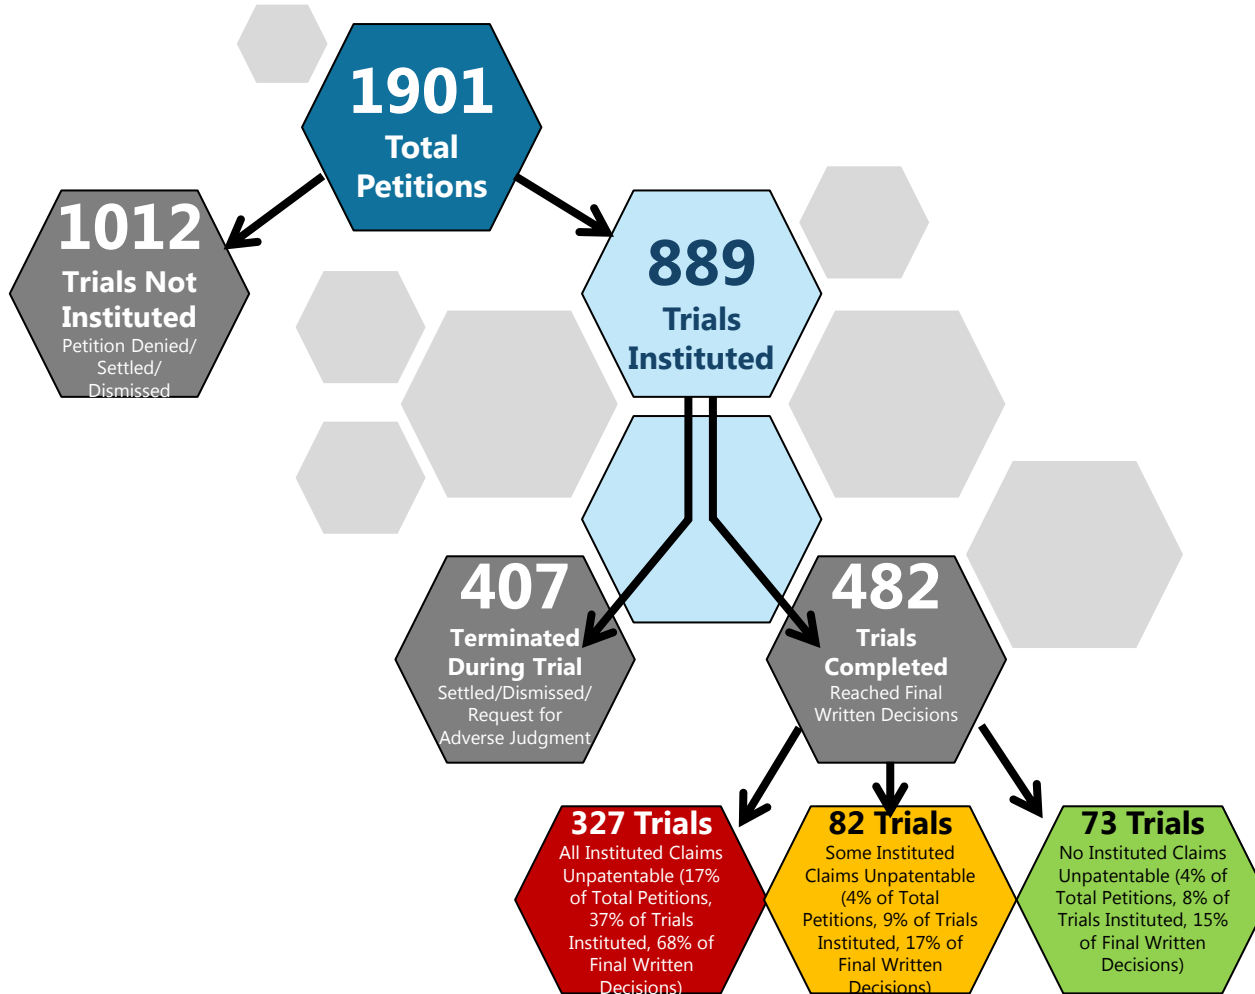 1901
Total
Petitions
1012
Trials Not
Instituted
Petition Denied/
Settled/
Dismissed
889
Trials
Instituted
407
Terminated
During Trial
Settled/Dismissed/
Request for
Adverse Judgment
482
Trials
Completed
Reached Final
Written Decisions
327 Trials
All Instituted Claims
Unpatentable (17%
of Total Petitions,
37% of Trials
Instituted, 68% of
Final Written
Decisions)
82 Trials
Some Instituted
Claims Unpatentable
(4% of Total
Petitions, 9% of Trials
Instituted, 17% of
Final Written
Decisions)
73 Trials
No Instituted Claims
Unpatentable (4% of
Total Petitions, 8% of
Trials Instituted, 15%
of Final Written
Decisions)